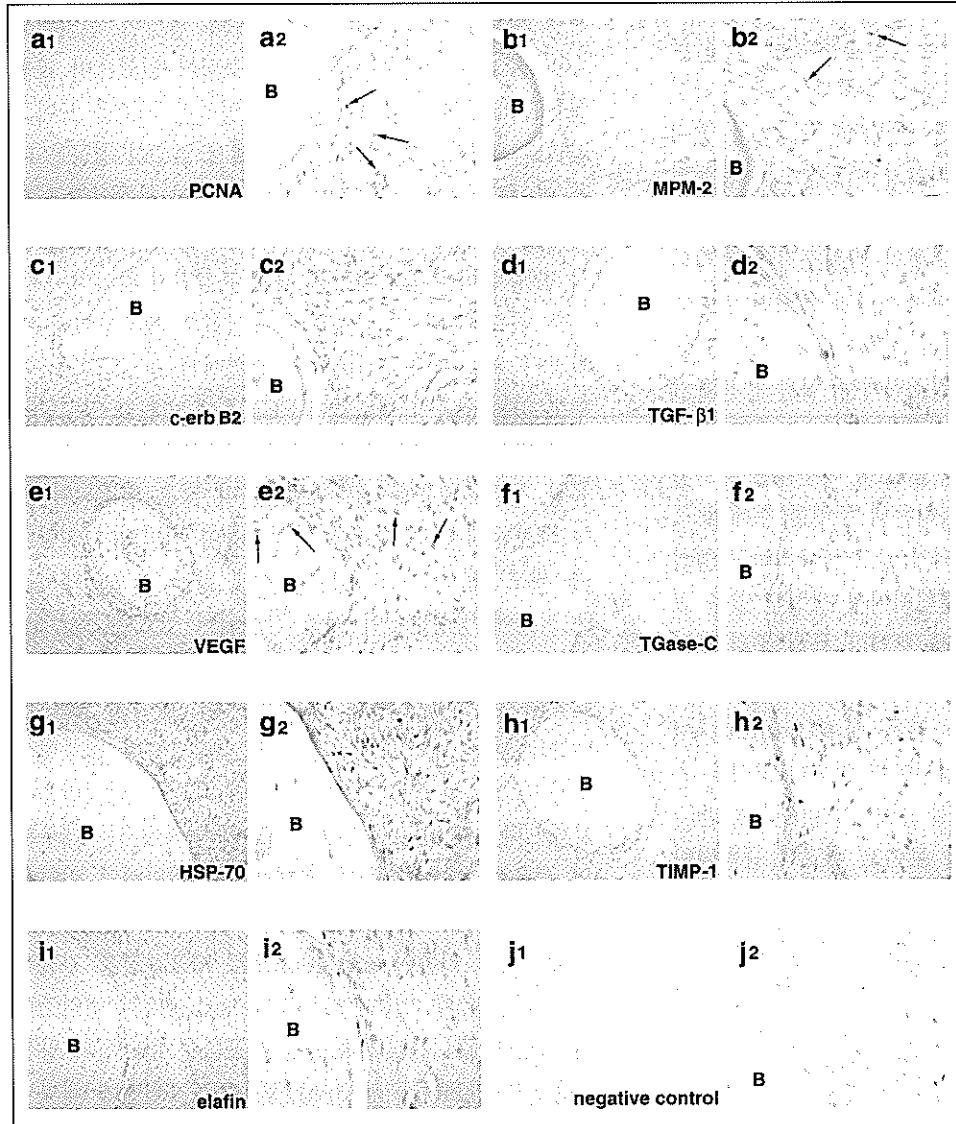 a1 a2 b1 b2
B B B
PCNA MPM-2
c1 c2 d1 d2
B B B B
c-erb B2 TGF-β1
e1 e2 f1 f2
B B B B
VEGF TGase-C
g1 g2 h1 h2
B B B B
HSP-70 TIMP-1
i1 i2 j1 j2
B B B
elafin negative control